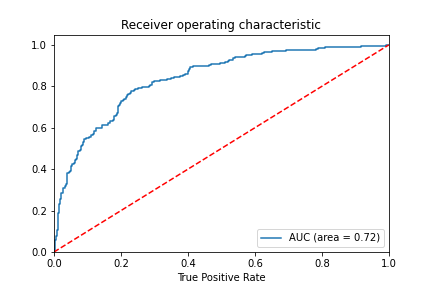 Receiver operating characteristic
1.0
0.8
0.6
0.4
0.2
0.0
AUC (area = 0.72)
0.0 0.2 0.4 0.6 0.8 1.0
True Positive Rate